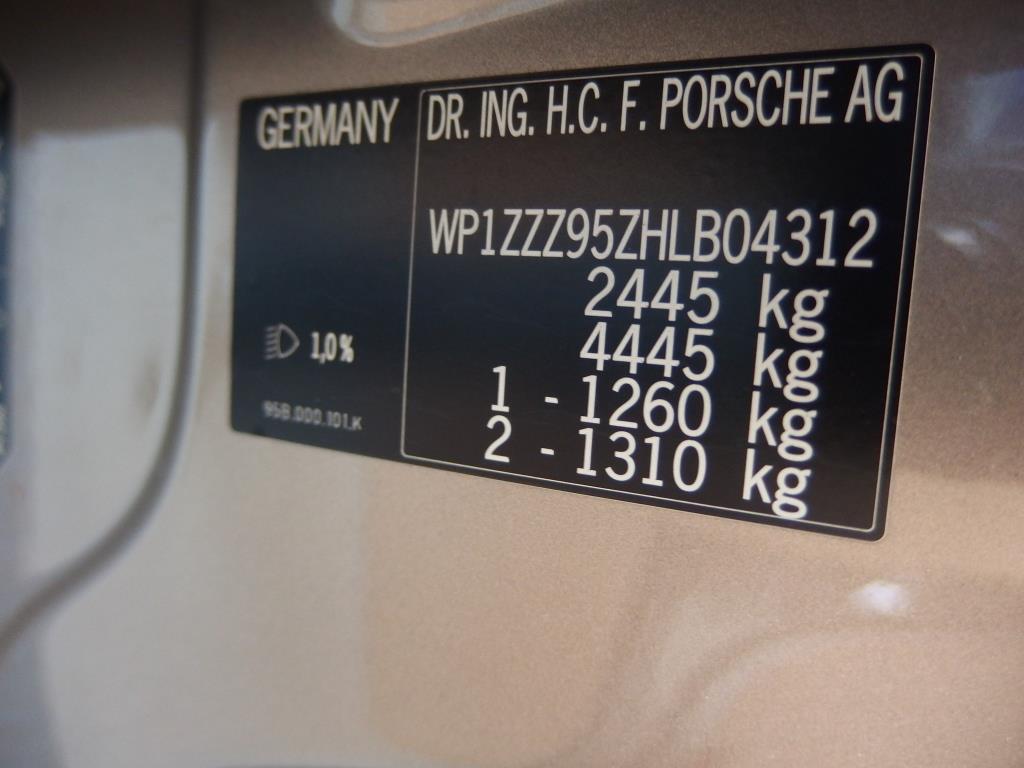 GERMANY
DR. ING. H.C. F. PORSCHE AG
WP1ZZZ95ZHLB04312
2445 kg
4445 kg
1 - 1260 kg
2 - 1310 kg
1,0%
95B.000.101.K